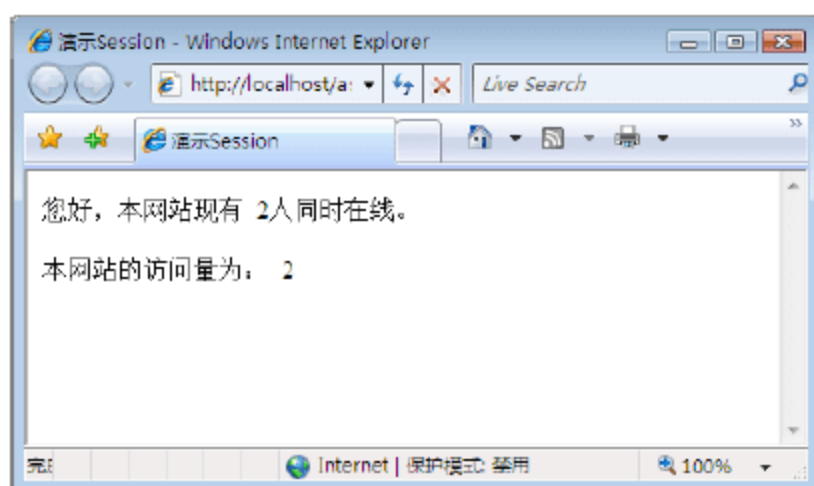 演示Session - Windows Internet Explorer
http://localhost/a
Live Search
演示Session
您好，本网站现有 2人同时在线。
本网站的访问量为： 2
Internet | 保护模式: 禁用
100%